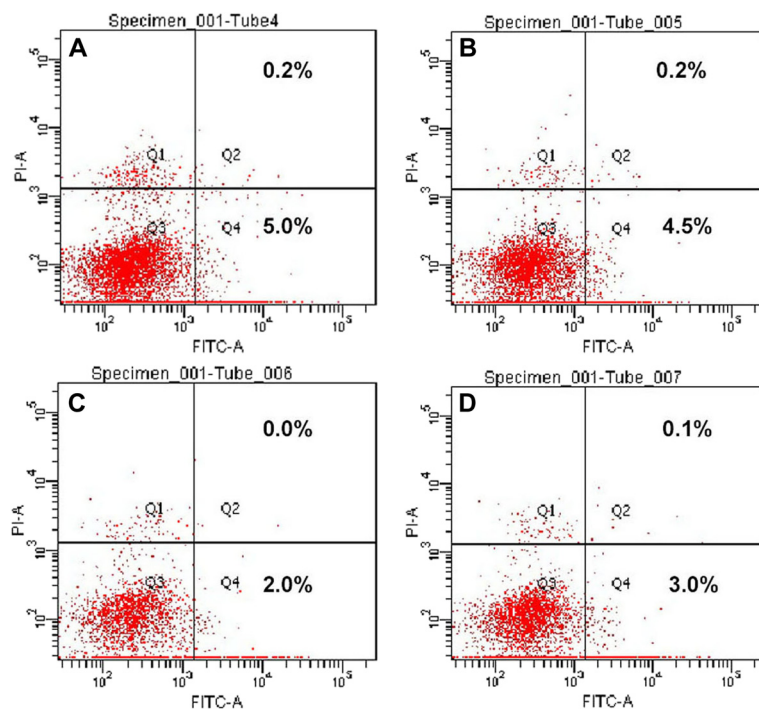 Specimen_001-Tube4
A
0.2%
Q1
Q2
Q3
Q4
5.0%
PI-A
10^5
10^4
10^3
10^2
10^2
10^3
10^4
10^5
FITC-A
Specimen_001-Tube_005
B
0.2%
Q1
Q2
Q3
Q4
4.5%
PI-A
10^5
10^4
10^3
10^2
10^2
10^3
10^4
10^5
FITC-A
Specimen_001-Tube_006
C
0.0%
Q1
Q2
Q3
Q4
2.0%
PI-A
10^5
10^4
10^3
10^2
10^2
10^3
10^4
10^5
FITC-A
Specimen_001-Tube_007
D
0.1%
Q1
Q2
Q3
Q4
3.0%
PI-A
10^5
10^4
10^3
10^2
10^2
10^3
10^4
10^5
FITC-A